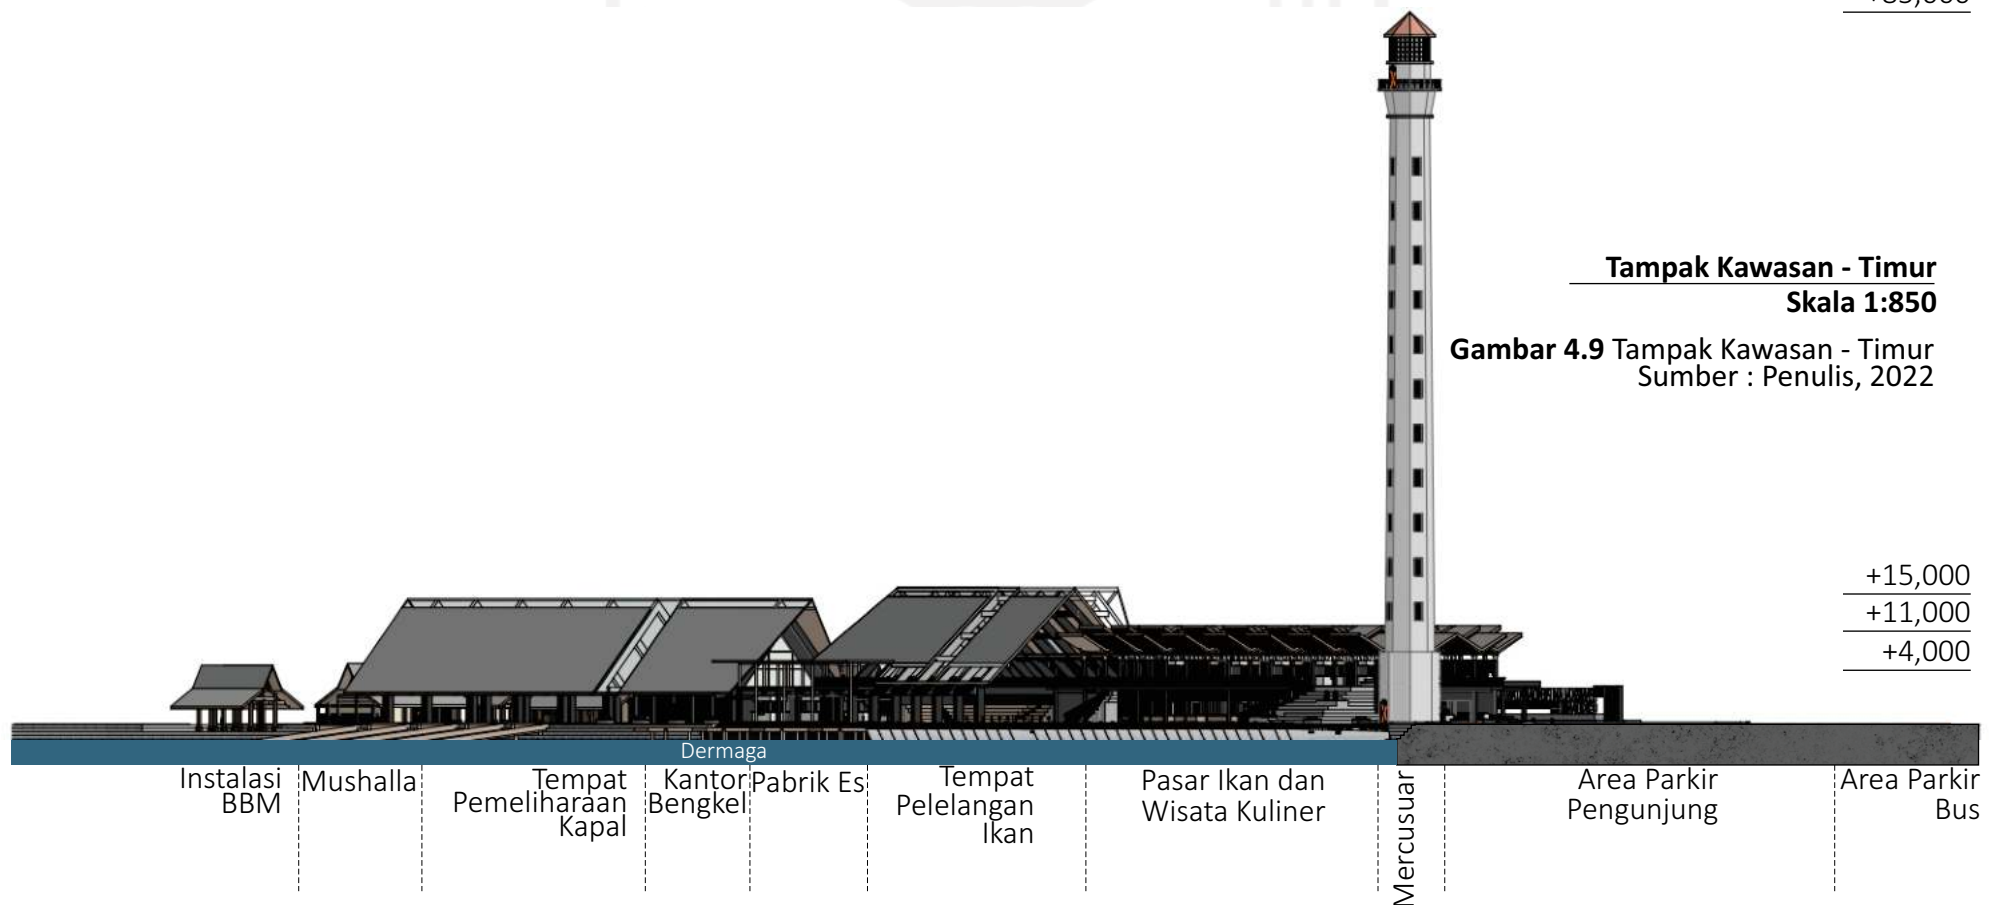 Tampak Kawasan - Timur
Skala 1:850
Gambar 4.9 Tampak Kawasan - Timur
Sumber : Penulis, 2022
+15,000
+11,000
+4,000
Dermaga
Instalasi
BBM
Mushalla
Tempat
Pemeliharaan
Kapal
Kantor
Bengkel
Pabrik Es
Tempat
Pelelangan
Ikan
Pasar Ikan dan
Wisata Kuliner
Mercusuar
Area Parkir
Pengunjung
Area Parkir
Bus